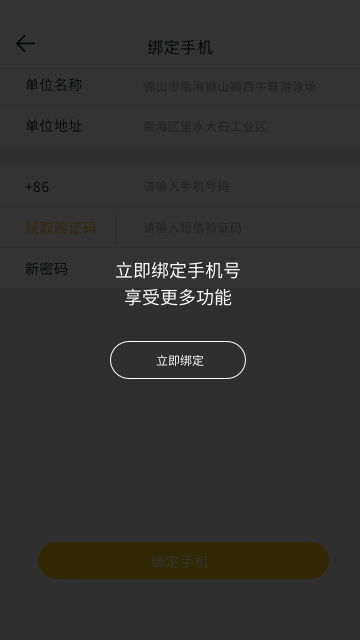 绑定手机
单位名称 佛山市南海狮山狮西牛哥游泳场
单位地址 南海区里水大石工业区
+86 请输入手机号码
获取验证码 请输入短信验证码
新密码
立即绑定手机号
享受更多功能
立即绑定
绑定手机